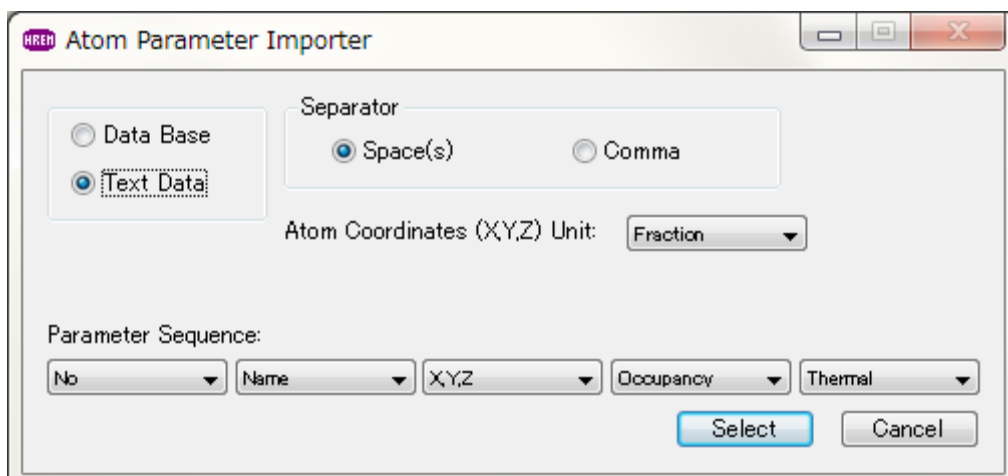 HREM Atom Parameter Importer
Separator
Data Base
Space(s) Comma
Text Data
Atom Coordinates (X,Y,Z) Unit: Fraction
Parameter Sequence:
No Name X,Y,Z Occupancy Thermal
Select Cancel